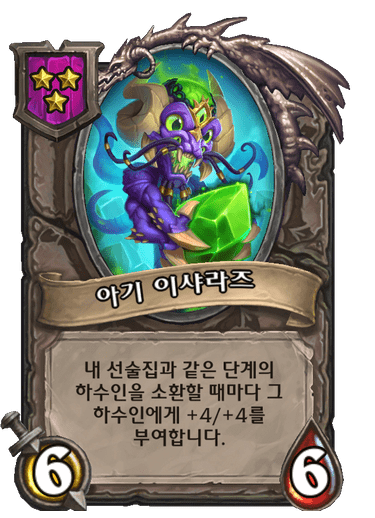 아기 이샤라즈
내 선술집과 같은 단계의
하수인을 소환할 때마다 그
하수인에게 +4/+4를
부여합니다.
6
6